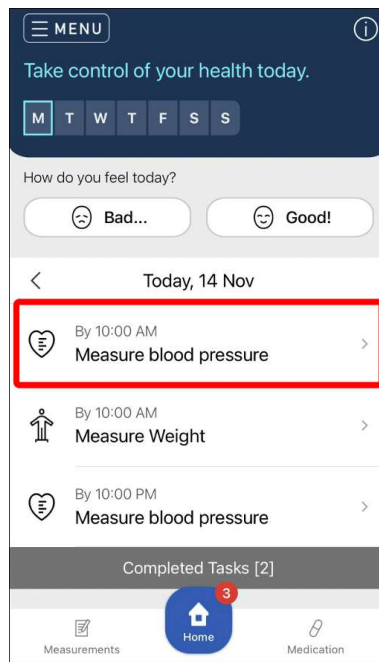 MENU
Take control of your health today.
M T W T F S S
How do you feel today?
Bad... Good!
Today, 14 Nov
By 10:00 AM
Measure blood pressure
By 10:00 AM
Measure Weight
By 10:00 PM
Measure blood pressure
Completed Tasks [2]
3
Measurements Home Medication